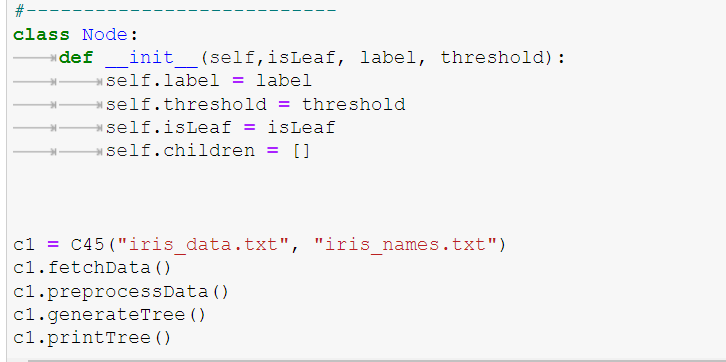 #---------------------------
class Node:
	def __init__(self,isLeaf, label, threshold):
		self.label = label
		self.threshold = threshold
		self.isLeaf = isLeaf
		self.children = []
c1 = C45("iris_data.txt", "iris_names.txt")
c1.fetchData()
c1.preprocessData()
c1.generateTree()
c1.printTree()